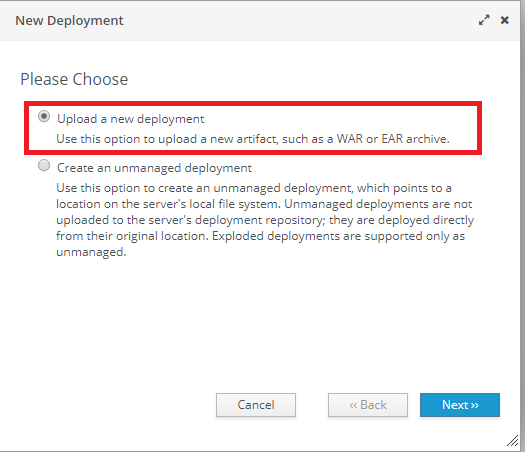 New Deployment
Please Choose
Upload a new deployment
Use this option to upload a new artifact, such as a WAR or EAR archive.
Create an unmanaged deployment
Use this option to create an unmanaged deployment, which points to a
location on the server's local file system. Unmanaged deployments are not
uploaded to the server's deployment repository; they are deployed directly
from their original location. Exploded deployments are supported only as
unmanaged.
Cancel
‹‹ Back
Next ››